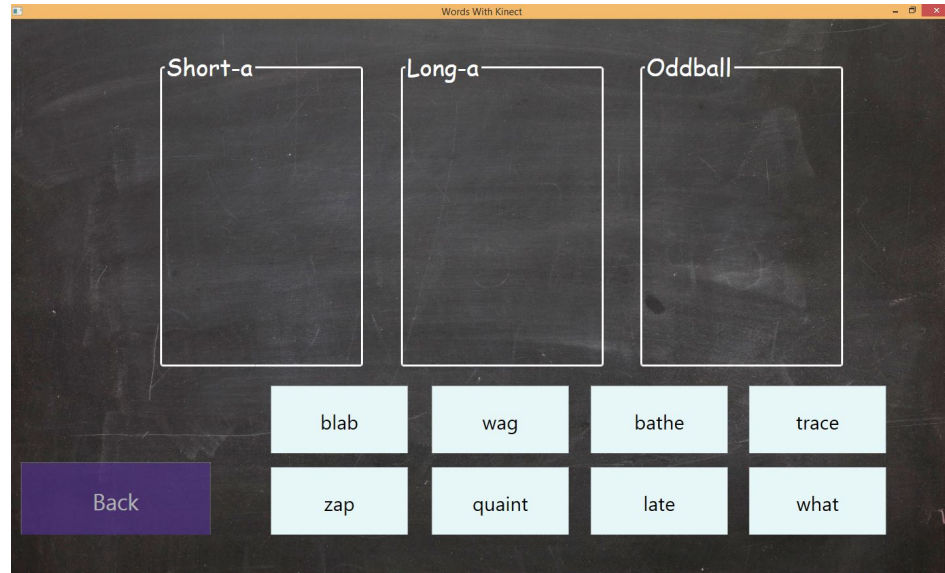 Words With Kinect
Short-a Long-a Oddball
blab wag bathe trace
Back
zap quaint late what